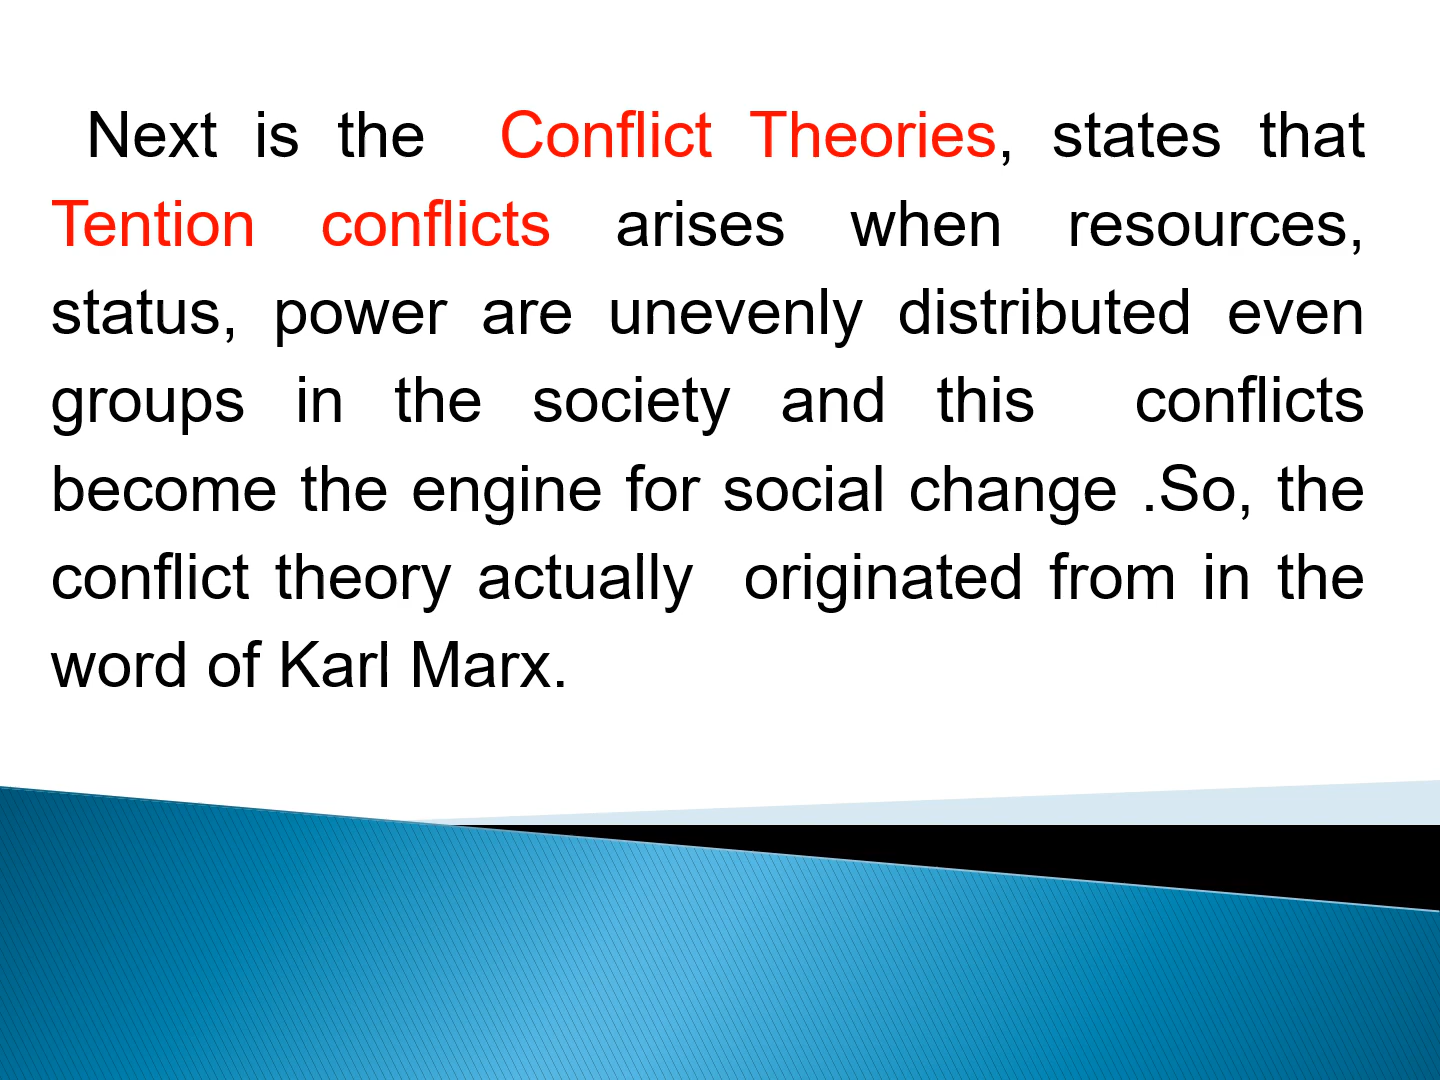 Next is the Conflict Theories, states that
Tention conflicts arises when resources,
status, power are unevenly distributed even
groups in the society and this conflicts
become the engine for social change .So, the
conflict theory actually originated from in the
word of Karl Marx.